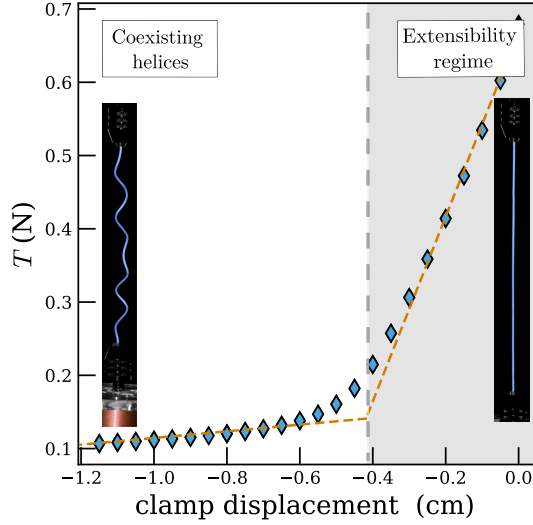 Coexisting
helices
Extensibility
regime
0.7
0.6
0.5
0.4
0.3
0.2
0.1
T (N)
−1.2
−1.0
−0.8
−0.6
−0.4
−0.2
0.0
clamp displacement (cm)